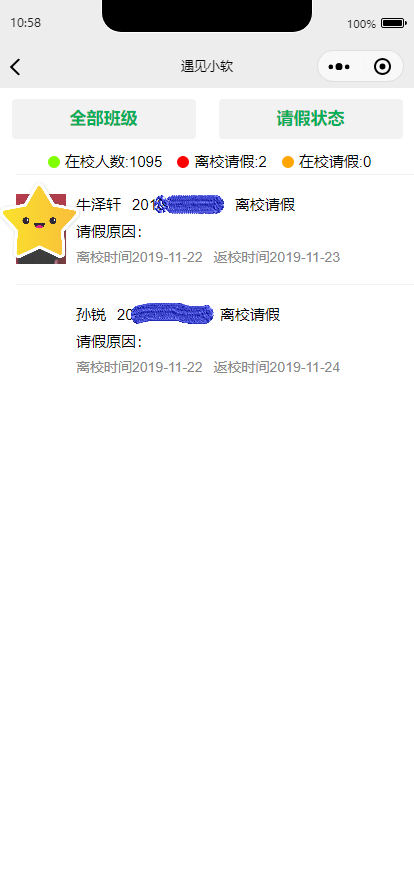 10:58
100%
遇见小软
全部班级 请假状态
在校人数:1095 离校请假:2 在校请假:0
牛泽轩 201 离校请假
请假原因:
离校时间2019-11-22 返校时间2019-11-23
孙锐 20 离校请假
请假原因:
离校时间2019-11-22 返校时间2019-11-24